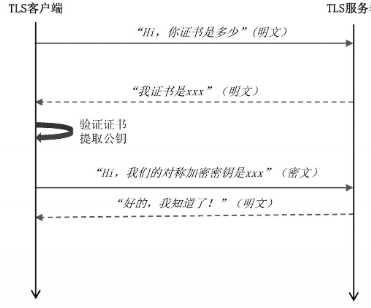 TLS客户端
TLS服务
“Hi，你证书是多少”(明文)
“我证书是xxx”（明文）
验证证书
提取公钥
“Hi，我们的对称加密密钥是xxx”（密文）
“好的，我知道了！”（明文）